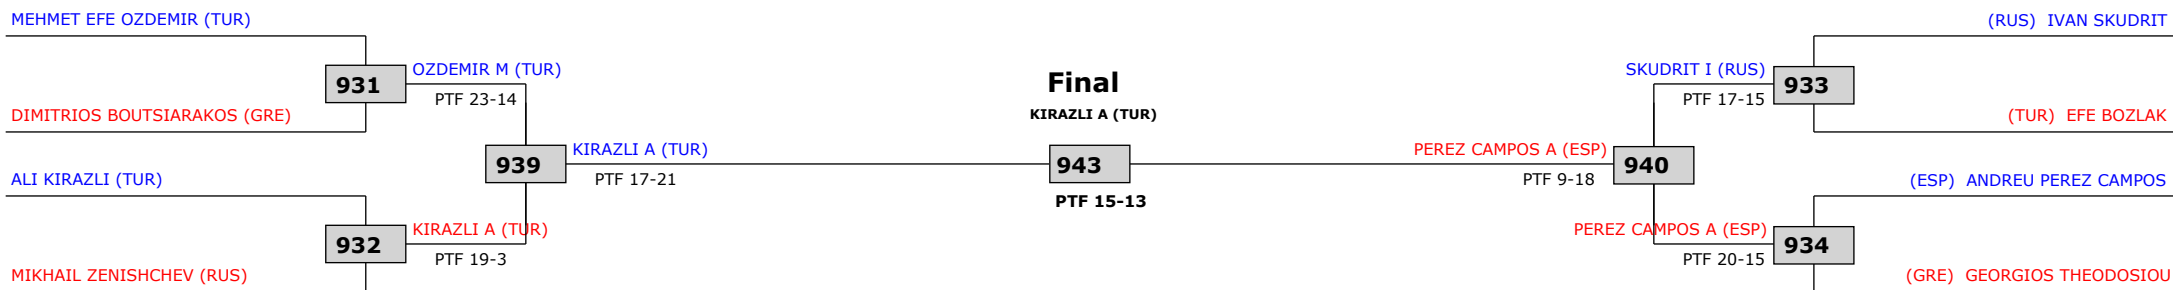 MEHMET EFE OZDEMIR (TUR)
931
OZDEMIR M (TUR)
PTF 23-14
DIMITRIOS BOUTSIARAKOS (GRE)
939
KIRAZLI A (TUR)
PTF 17-21
ALI KIRAZLI (TUR)
932
KIRAZLI A (TUR)
PTF 19-3
MIKHAIL ZENISHCHEV (RUS)
Final
KIRAZLI A (TUR)
943
PTF 15-13
(RUS) IVAN SKUDRIT
SKUDRIT I (RUS)
933
PTF 17-15
(TUR) EFE BOZLAK
PEREZ CAMPOS A (ESP)
940
PTF 9-18
(ESP) ANDREU PEREZ CAMPOS
PEREZ CAMPOS A (ESP)
934
PTF 20-15
(GRE) GEORGIOS THEODOSIOU